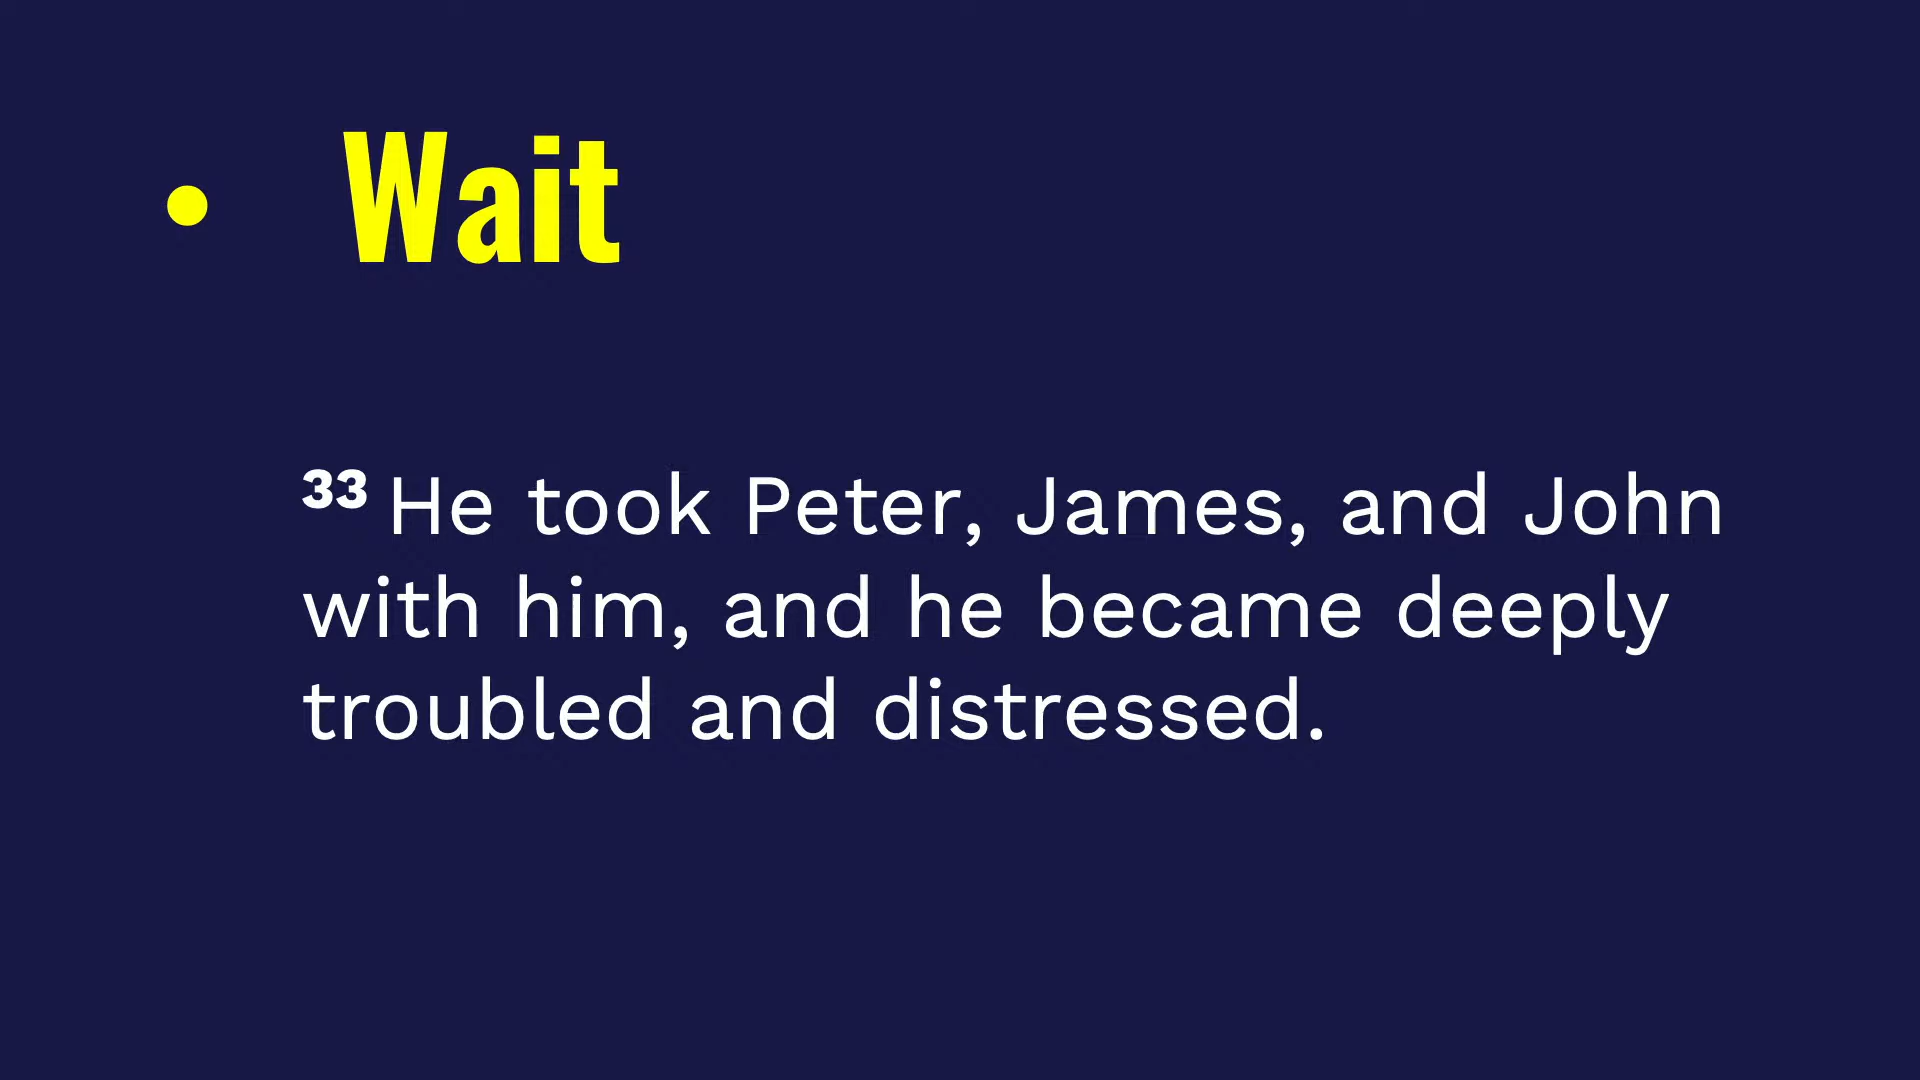 • Wait
33 He took Peter, James, and John
with him, and he became deeply
troubled and distressed.